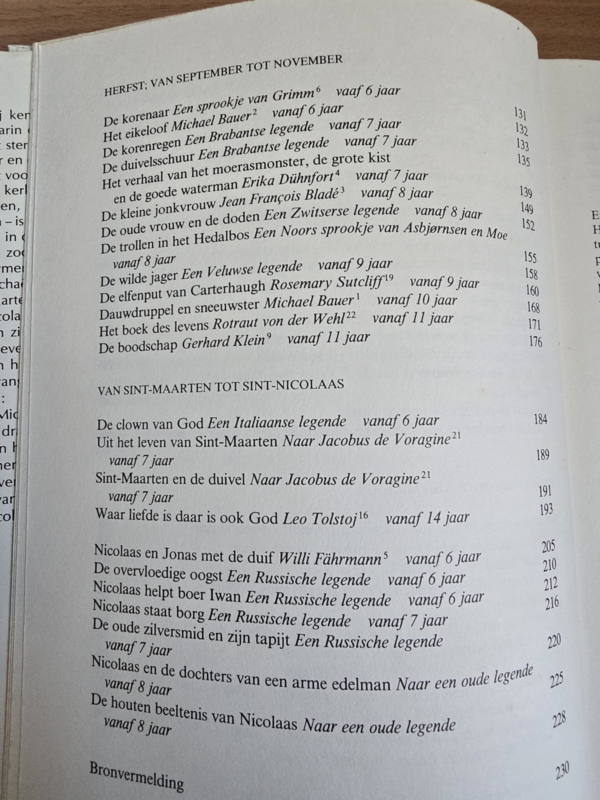 HERFST; VAN SEPTEMBER TOT NOVEMBER
De korenaar Een sprookje van Grimm⁶ vaaf 6 jaar 131
Het eikeloof Michael Bauer² vanaf 6 jaar 132
De korenregen Een Brabantse legende vanaf 7 jaar 133
De duivelsschuur Een Brabantse legende vanaf 7 jaar 135
Het verhaal van het moerasmonster, de grote kist
en de goede waterman Erika Dühnfort⁴ vanaf 7 jaar 139
De kleine jonkvrouw Jean François Bladé³ vanaf 8 jaar 149
De oude vrouw en de doden Een Zwitserse legende vanaf 8 jaar 152
De trollen in het Hedalbos Een Noors sprookje van Asbjørnsen en Moe
vanaf 8 jaar 155
De wilde jager Een Veluwse legende vanaf 9 jaar 158
De elfenput van Carterhaugh Rosemary Sutcliff¹⁹ vanaf 9 jaar 160
Dauwdruppel en sneeuwster Michael Bauer¹ vanaf 10 jaar 168
Het boek des levens Rotraut von der Wehl²² vanaf 11 jaar 171
De boodschap Gerhard Klein⁹ vanaf 11 jaar 176
VAN SINT-MAARTEN TOT SINT-NICOLAAS
De clown van God Een Italiaanse legende vanaf 6 jaar 184
Uit het leven van Sint-Maarten Naar Jacobus de Voragine²¹
vanaf 7 jaar 189
Sint-Maarten en de duivel Naar Jacobus de Voragine²¹
vanaf 7 jaar 191
Waar liefde is daar is ook God Leo Tolstoj¹⁶ vanaf 14 jaar 193
Nicolaas en Jonas met de duif Willi Fährmann⁵ vanaf 6 jaar 205
De overvloedige oogst Een Russische legende vanaf 6 jaar 210
Nicolaas helpt boer Iwan Een Russische legende vanaf 6 jaar 212
Nicolaas staat borg Een Russische legende vanaf 7 jaar 216
De oude zilversmid en zijn tapijt Een Russische legende
vanaf 7 jaar 220
Nicolaas en de dochters van een arme edelman Naar een oude legende
vanaf 8 jaar 225
De houten beeltenis van Nicolaas Naar een oude legende
vanaf 8 jaar 228
Bronvermelding 230